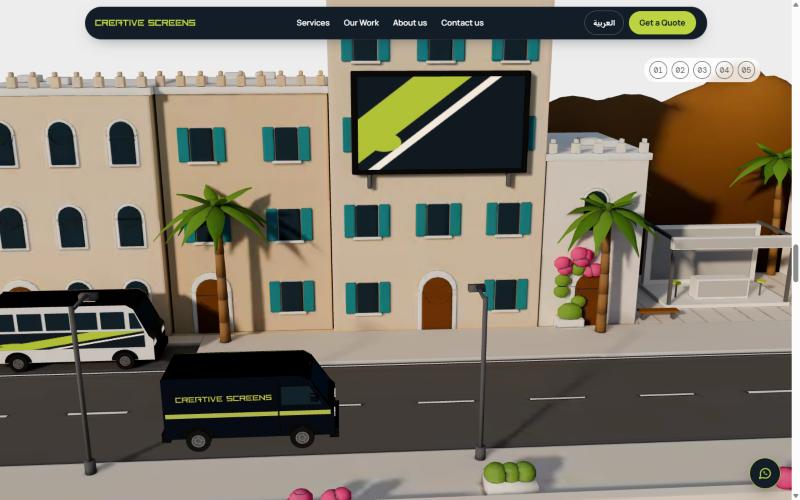 CREATIVE SCREENS
Services
Our Work
About us
Contact us
العربية
Get a Quote
01
02
03
04
05
CREATIVE SCREENS